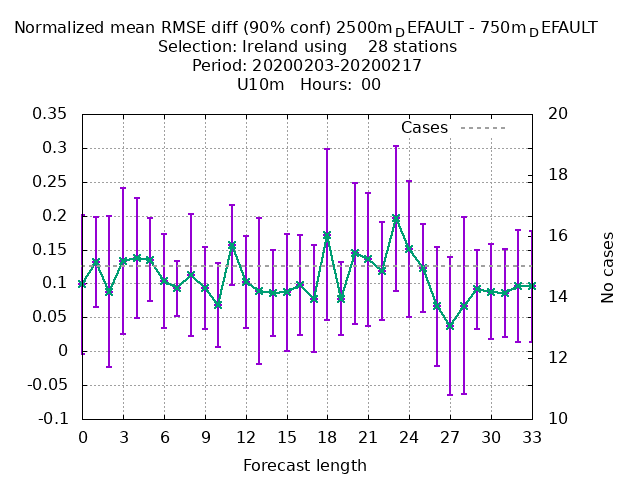 Normalized mean RMSE diff (90% conf) 2500mDEFAULT - 750mDEFAULT
Selection: Ireland using    28 stations
Period: 20200203-20200217
U10m   Hours:  00
0.35
0.3
0.25
0.2
0.15
0.1
0.05
0
-0.05
-0.1
Cases
20
18
16
14
12
10
No cases
0 3 6 9 12 15 18 21 24 27 30 33
Forecast length